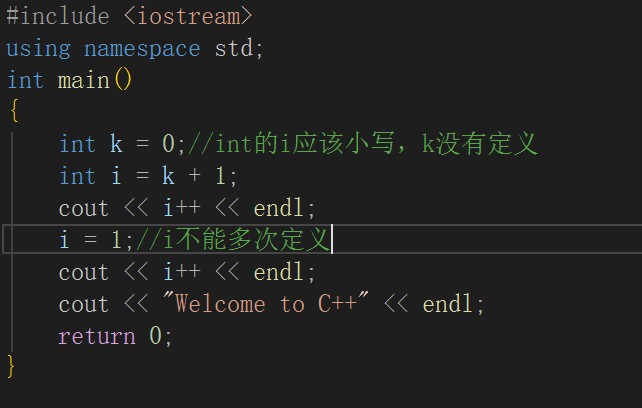 #include <iostream>
using namespace std;
int main()
{
int k = 0;//int的i应该小写，k没有定义
int i = k + 1;
cout << i++ << endl;
i = 1;//i不能多次定义
cout << i++ << endl;
cout << "Welcome to C++" << endl;
return 0;
}